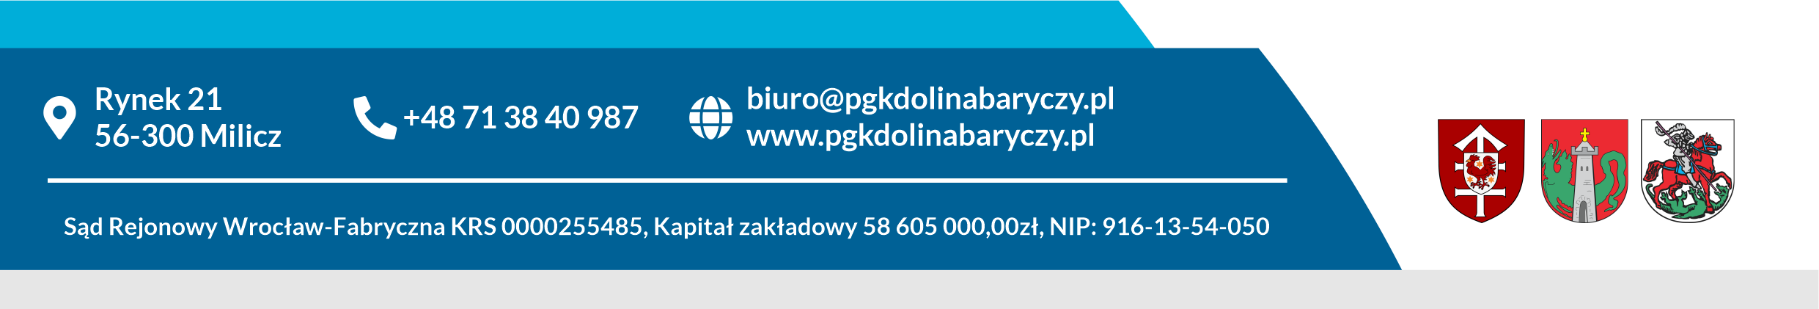 Rynek 21
56-300 Milicz
+48 71 38 40 987
biuro@pgkdolinabaryczy.pl
www.pgkdolinabaryczy.pl
Sąd Rejonowy Wrocław-Fabryczna KRS 0000255485, Kapitał zakładowy 58 605 000,00zł, NIP: 916-13-54-050